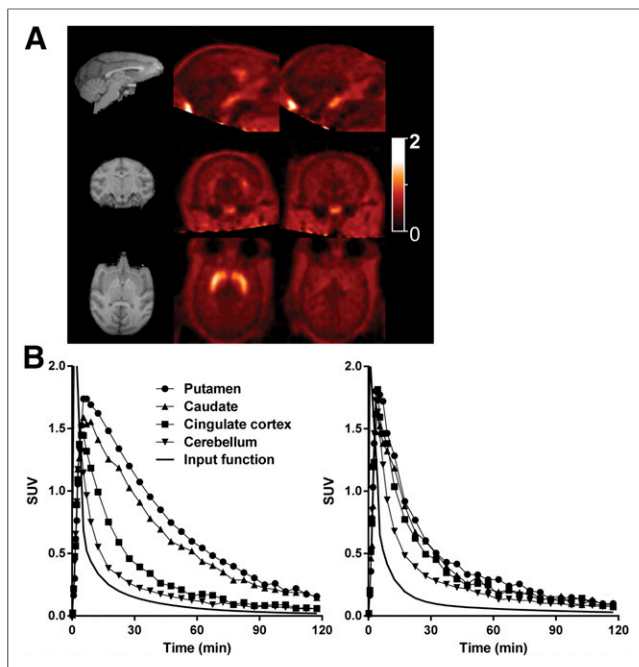 A
2
0
B
2.0
1.5
1.0
0.5
0.0
SUV
0 30 60 90 120
Time (min)
Putamen
Caudate
Cingulate cortex
Cerebellum
Input function
2.0
1.5
1.0
0.5
0.0
SUV
0 30 60 90 120
Time (min)